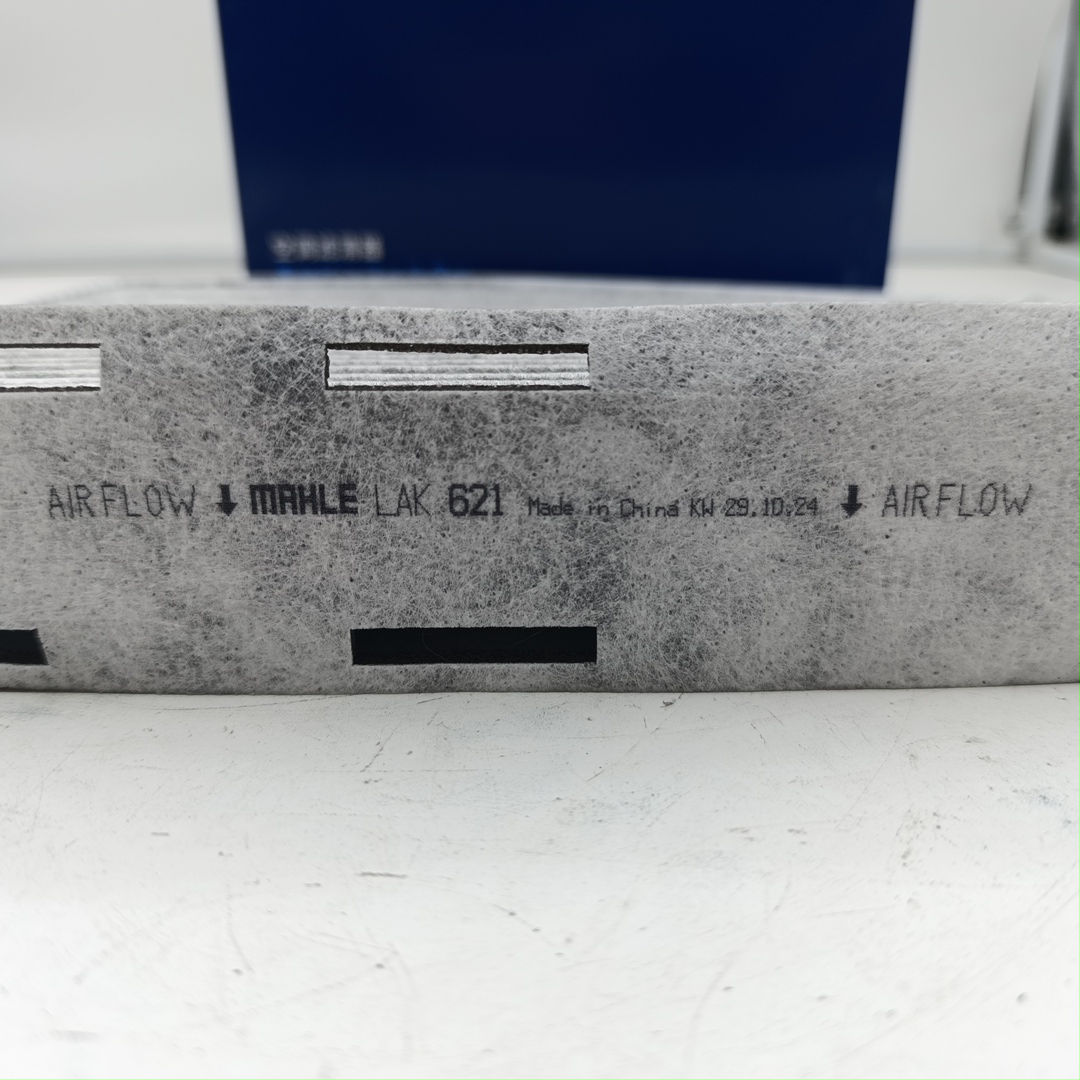 AIRFLOW ↓ MAHLE LAK 621 Made in China KW 29.10.24 ↓ AIRFLOW